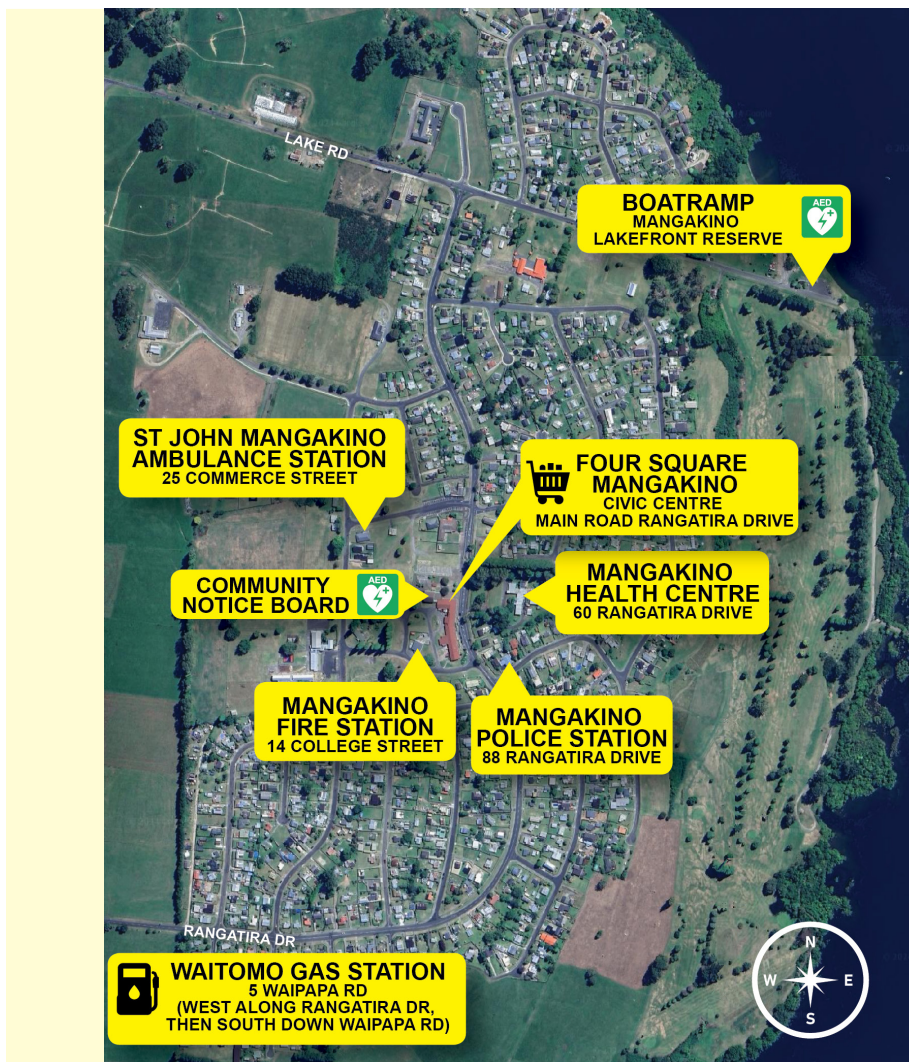 LAKE RD
AED
BOATRAMP
MANGAKINO
LAKEFRONT RESERVE
ST JOHN MANGAKINO
AMBULANCE STATION
25 COMMERCE STREET
FOUR SQUARE
MANGAKINO
CIVIC CENTRE
MAIN ROAD RANGATIRA DRIVE
COMMUNITY
NOTICE BOARD
AED
MANGAKINO
HEALTH CENTRE
60 RANGATIRA DRIVE
MANGAKINO
FIRE STATION
14 COLLEGE STREET
MANGAKINO
POLICE STATION
88 RANGATIRA DRIVE
RANGATIRA DR
WAITOMO GAS STATION
5 WAIPAPA RD
(WEST ALONG RANGATIRA DR,
THEN SOUTH DOWN WAIPAPA RD)
N
W E
S